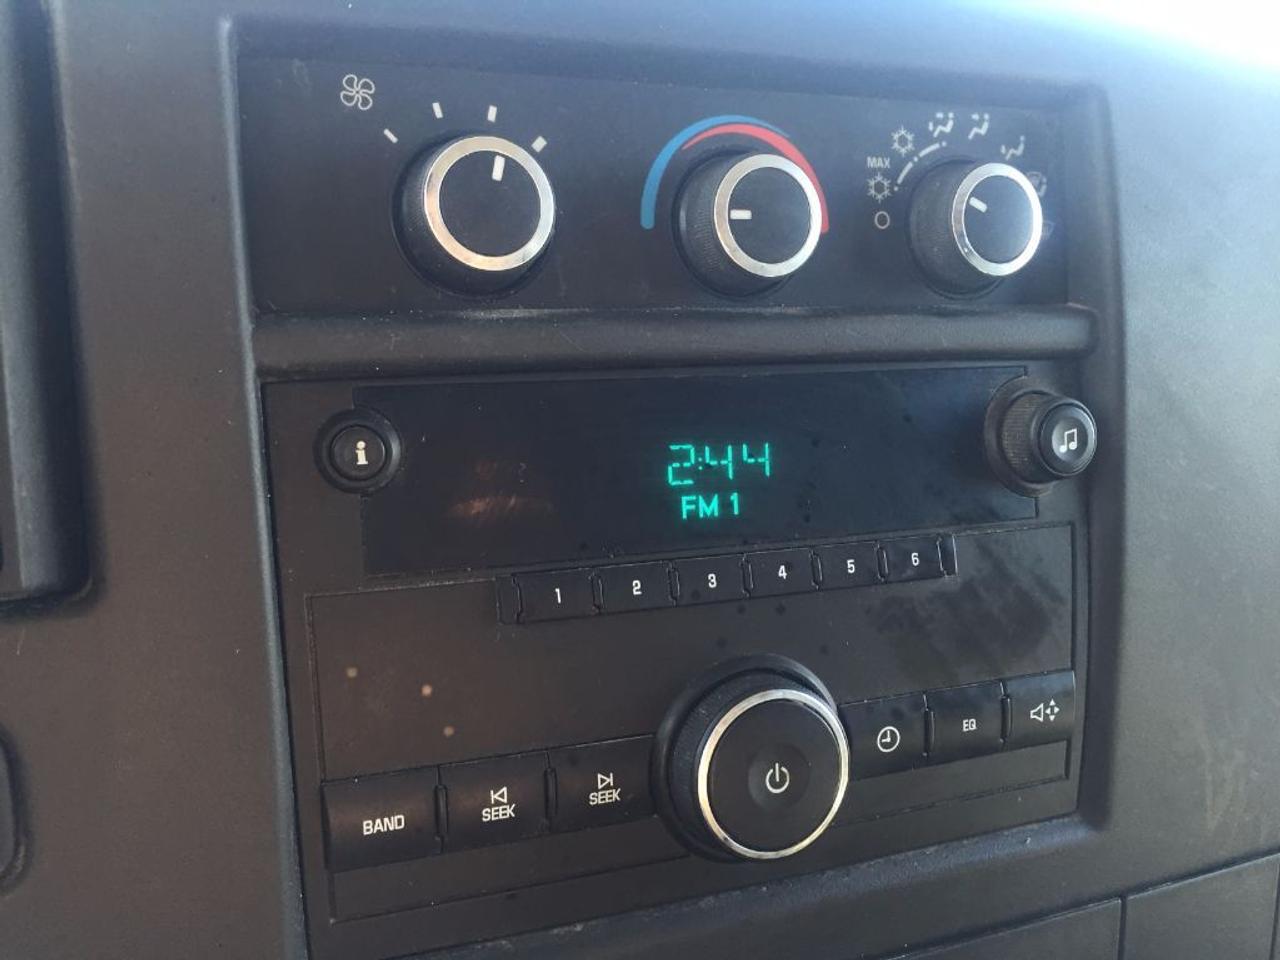 MAX
i
2:44
FM 1
1 2 3 4 5 6
BAND
SEEK
SEEK
EQ